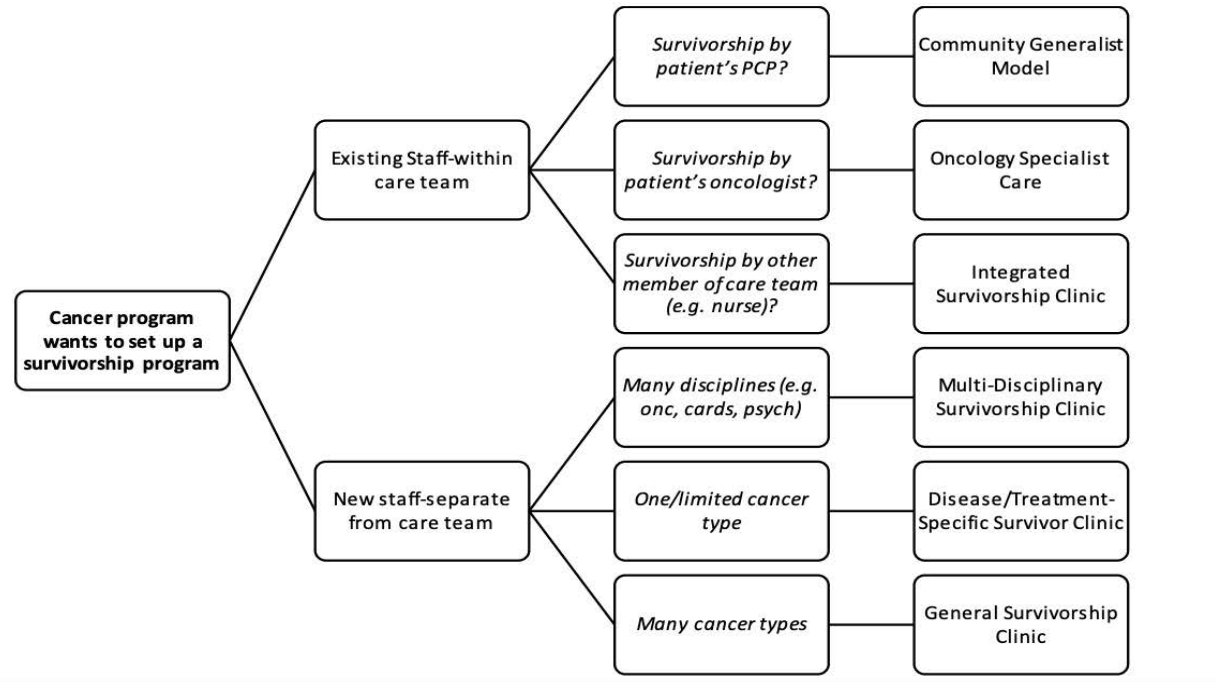 Cancer program
wants to set up a
survivorship program
Existing Staff-within
care team
New staff-separate
from care team
Survivorship by
patient's PCP?
Community Generalist
Model
Survivorship by
patient's oncologist?
Oncology Specialist
Care
Survivorship by other
member of care team
(e.g. nurse)?
Integrated
Survivorship Clinic
Many disciplines (e.g.
onc, cards, psych)
Multi-Disciplinary
Survivorship Clinic
One/limited cancer
type
Disease/Treatment-
Specific Survivor Clinic
Many cancer types
General Survivorship
Clinic